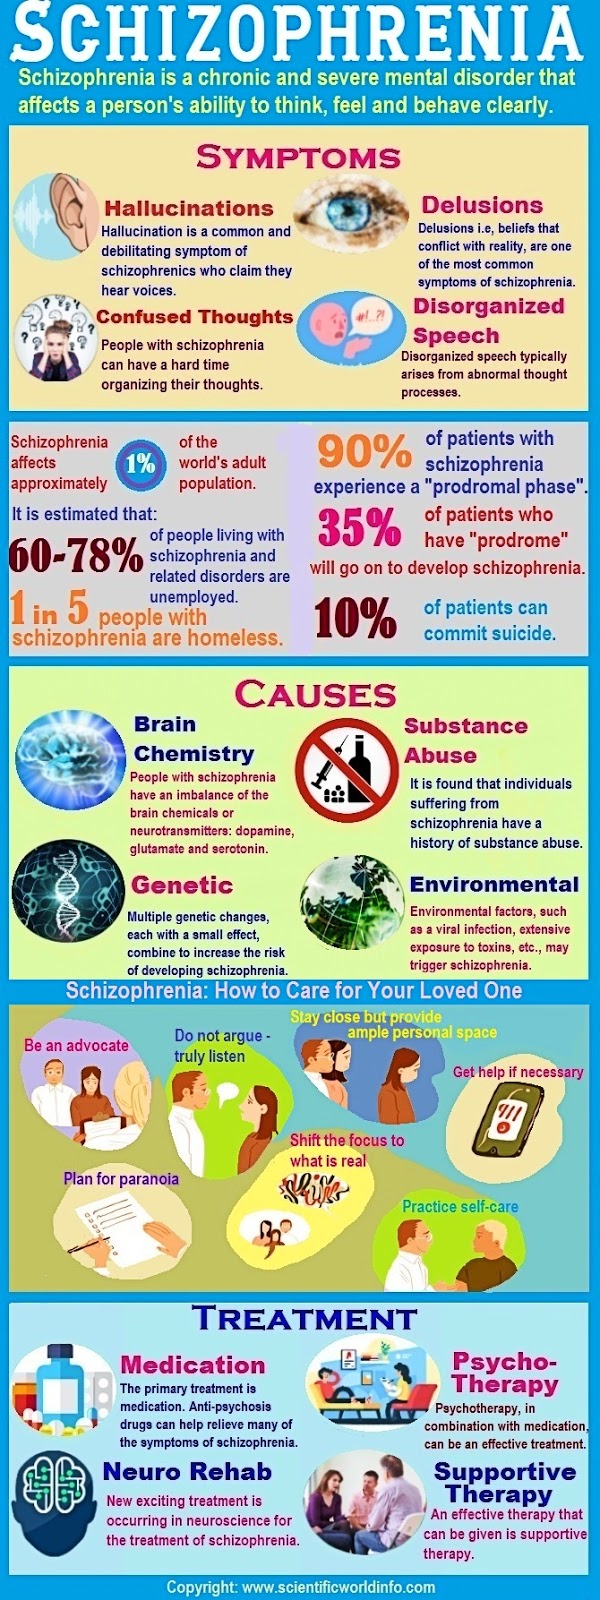 SCHIZOPHRENIA
Schizophrenia is a chronic and severe mental disorder that
affects a person's ability to think, feel and behave clearly.
SYMPTOMS
Hallucinations
Hallucination is a common and
debilitating symptom of
schizophrenics who claim they
hear voices.
Delusions
Delusions i.e, beliefs that
conflict with reality, are one
of the most common
symptoms of schizophrenia.
Confused Thoughts
People with schizophrenia
can have a hard time
organizing their thoughts.
#!..?!
Disorganized
Speech
Disorganized speech typically
arises from abnormal thought
processes.
Schizophrenia
affects
approximately
1%
of the
world's adult
population.
It is estimated that:
60-78%
of people living with
schizophrenia and
related disorders are
unemployed.
1 in 5 people with
schizophrenia are homeless.
90%
of patients with
schizophrenia
experience a "prodromal phase".
35%
of patients who
have "prodrome"
will go on to develop schizophrenia.
10%
of patients can
commit suicide.
CAUSES
Brain
Chemistry
People with schizophrenia
have an imbalance of the
brain chemicals or
neurotransmitters: dopamine,
glutamate and serotonin.
Substance
Abuse
It is found that individuals
suffering from
schizophrenia have a
history of substance abuse.
Genetic
Multiple genetic changes,
each with a small effect,
combine to increase the risk
of developing schizophrenia.
Environmental
Environmental factors, such
as a viral infection, extensive
exposure to toxins, etc., may
trigger schizophrenia.
Schizophrenia: How to Care for Your Loved One
Be an advocate
Do not argue -
truly listen
Stay close but provide
ample personal space
Get help if necessary
911
Plan for paranoia
Shift the focus to
what is real
Practice self-care
TREATMENT
Medication
The primary treatment is
medication. Anti-psychosis
drugs can help relieve many of
the symptoms of schizophrenia.
Psycho-
Therapy
Psychotherapy, in
combination with medication,
can be an effective treatment.
Neuro Rehab
New exciting treatment is
occurring in neuroscience for
the treatment of schizophrenia.
Supportive
Therapy
An effective therapy that
can be given is supportive
therapy.
Copyright: www.scientificworldinfo.com